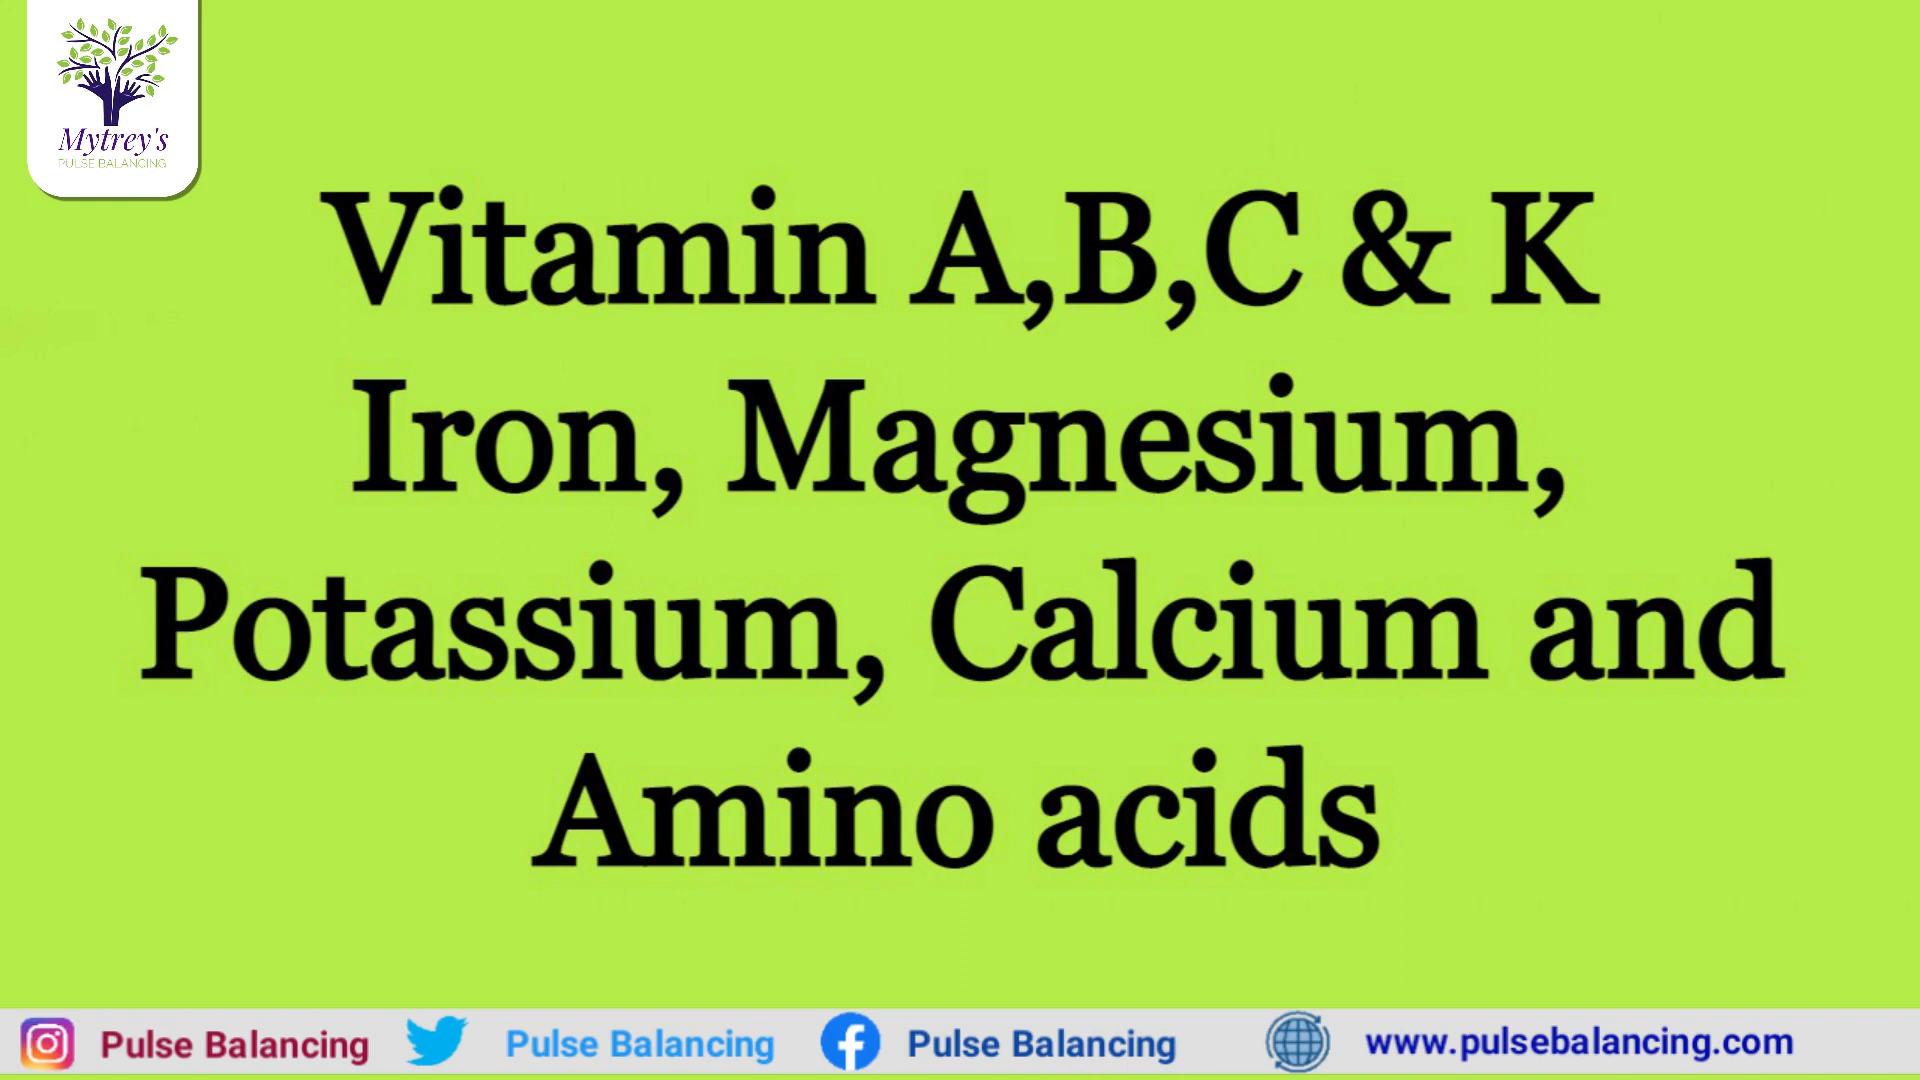 Mytrey's
PULSE BALANCING
Vitamin A,B,C & K
Iron, Magnesium,
Potassium, Calcium and
Amino acids
Pulse Balancing Pulse Balancing Pulse Balancing www.pulsebalancing.com